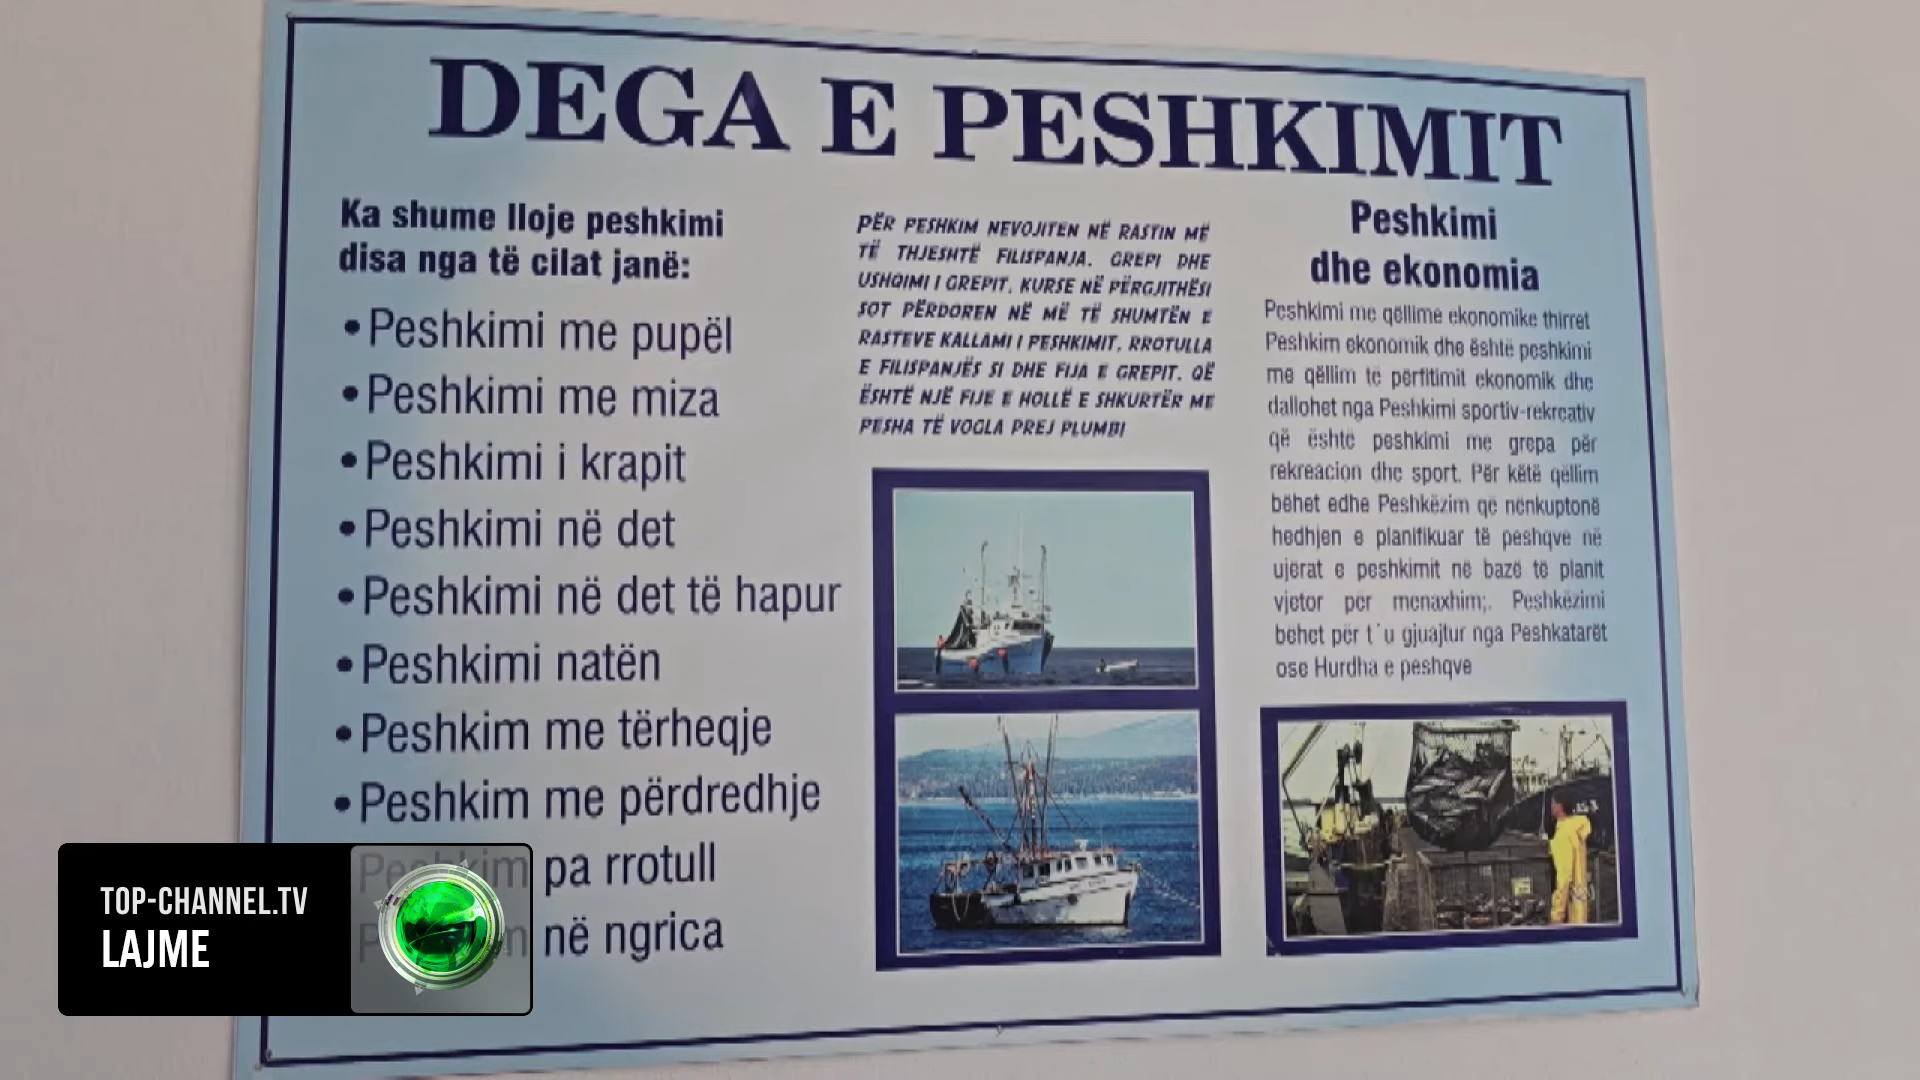 DEGA E PESHKIMIT
Ka shume lloje peshkimi
disa nga të cilat janë:
•Peshkimi me pupël
•Peshkimi me miza
•Peshkimi i krapit
•Peshkimi në det
•Peshkimi në det të hapur
•Peshkimi natën
•Peshkim me tërheqje
•Peshkim me përdredhje
Peshkim pa rrotull
në ngrica
PËR PESHKIM NEVOJITEN NË RASTIN MË
TË THJESHTË FILISPANJA, GREPI DHE
USHQIMI I GREPIT, KURSE NË PËRGJITHËSI
SOT PËRDOREN NË MË TË SHUMTËN E
RASTEVE KALLAMI I PESHKIMIT, RROTULLA
E FILISPANJËS SI DHE FIJA E GREPIT, QË
ËSHTË NJË FIJE E HOLLË E SHKURTËR ME
PESHA TË VOGLA PREJ PLUMBI
Peshkimi
dhe ekonomia
Peshkimi me qëllime ekonomike thirret
Peshkim ekonomik dhe është peshkimi
me qëllim të përfitimit ekonomik dhe
dallohet nga Peshkimi sportiv-rekreativ
që është peshkimi me grepa për
rekreacion dhe sport. Për këtë qëllim
bëhet edhe Peshkëzim që nënkuptonë
hedhjen e planifikuar të peshqve në
ujërat e peshkimit në bazë të planit
vjetor për menaxhim;. Peshkëzimi
bëhet për t´u gjuajtur nga Peshkatarët
ose Hurdha e peshqve
TOP-CHANNEL.TV
LAJME